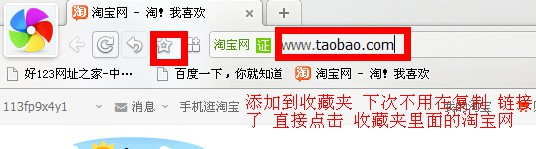 淘宝网 - 淘！我喜欢
淘宝网 证 www.taobao.com
好123网址之家-中… 百度一下，你就知道 淘宝网 - 淘！我喜欢
113fp9x4y1 消息 手机逛淘宝
添加到收藏夹 下次不用在复制 链接
了 直接点击 收藏夹里面的淘宝网